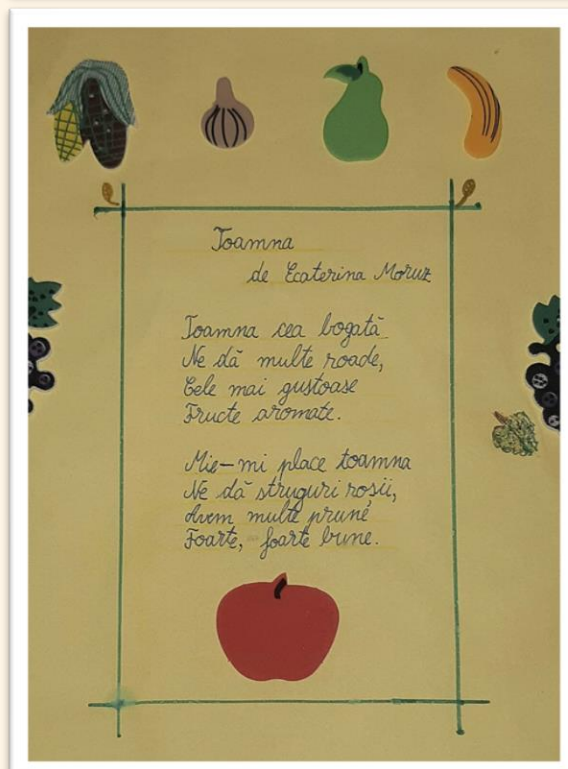 Toamna
de Ecaterina Moruz
Toamna cea bogată
Ne dă multe roade,
Cele mai gustoase
Fructe aromate.
Mie-mi place toamna
Ne dă struguri roșii,
Avem multe prune
Foarte, foarte bune.